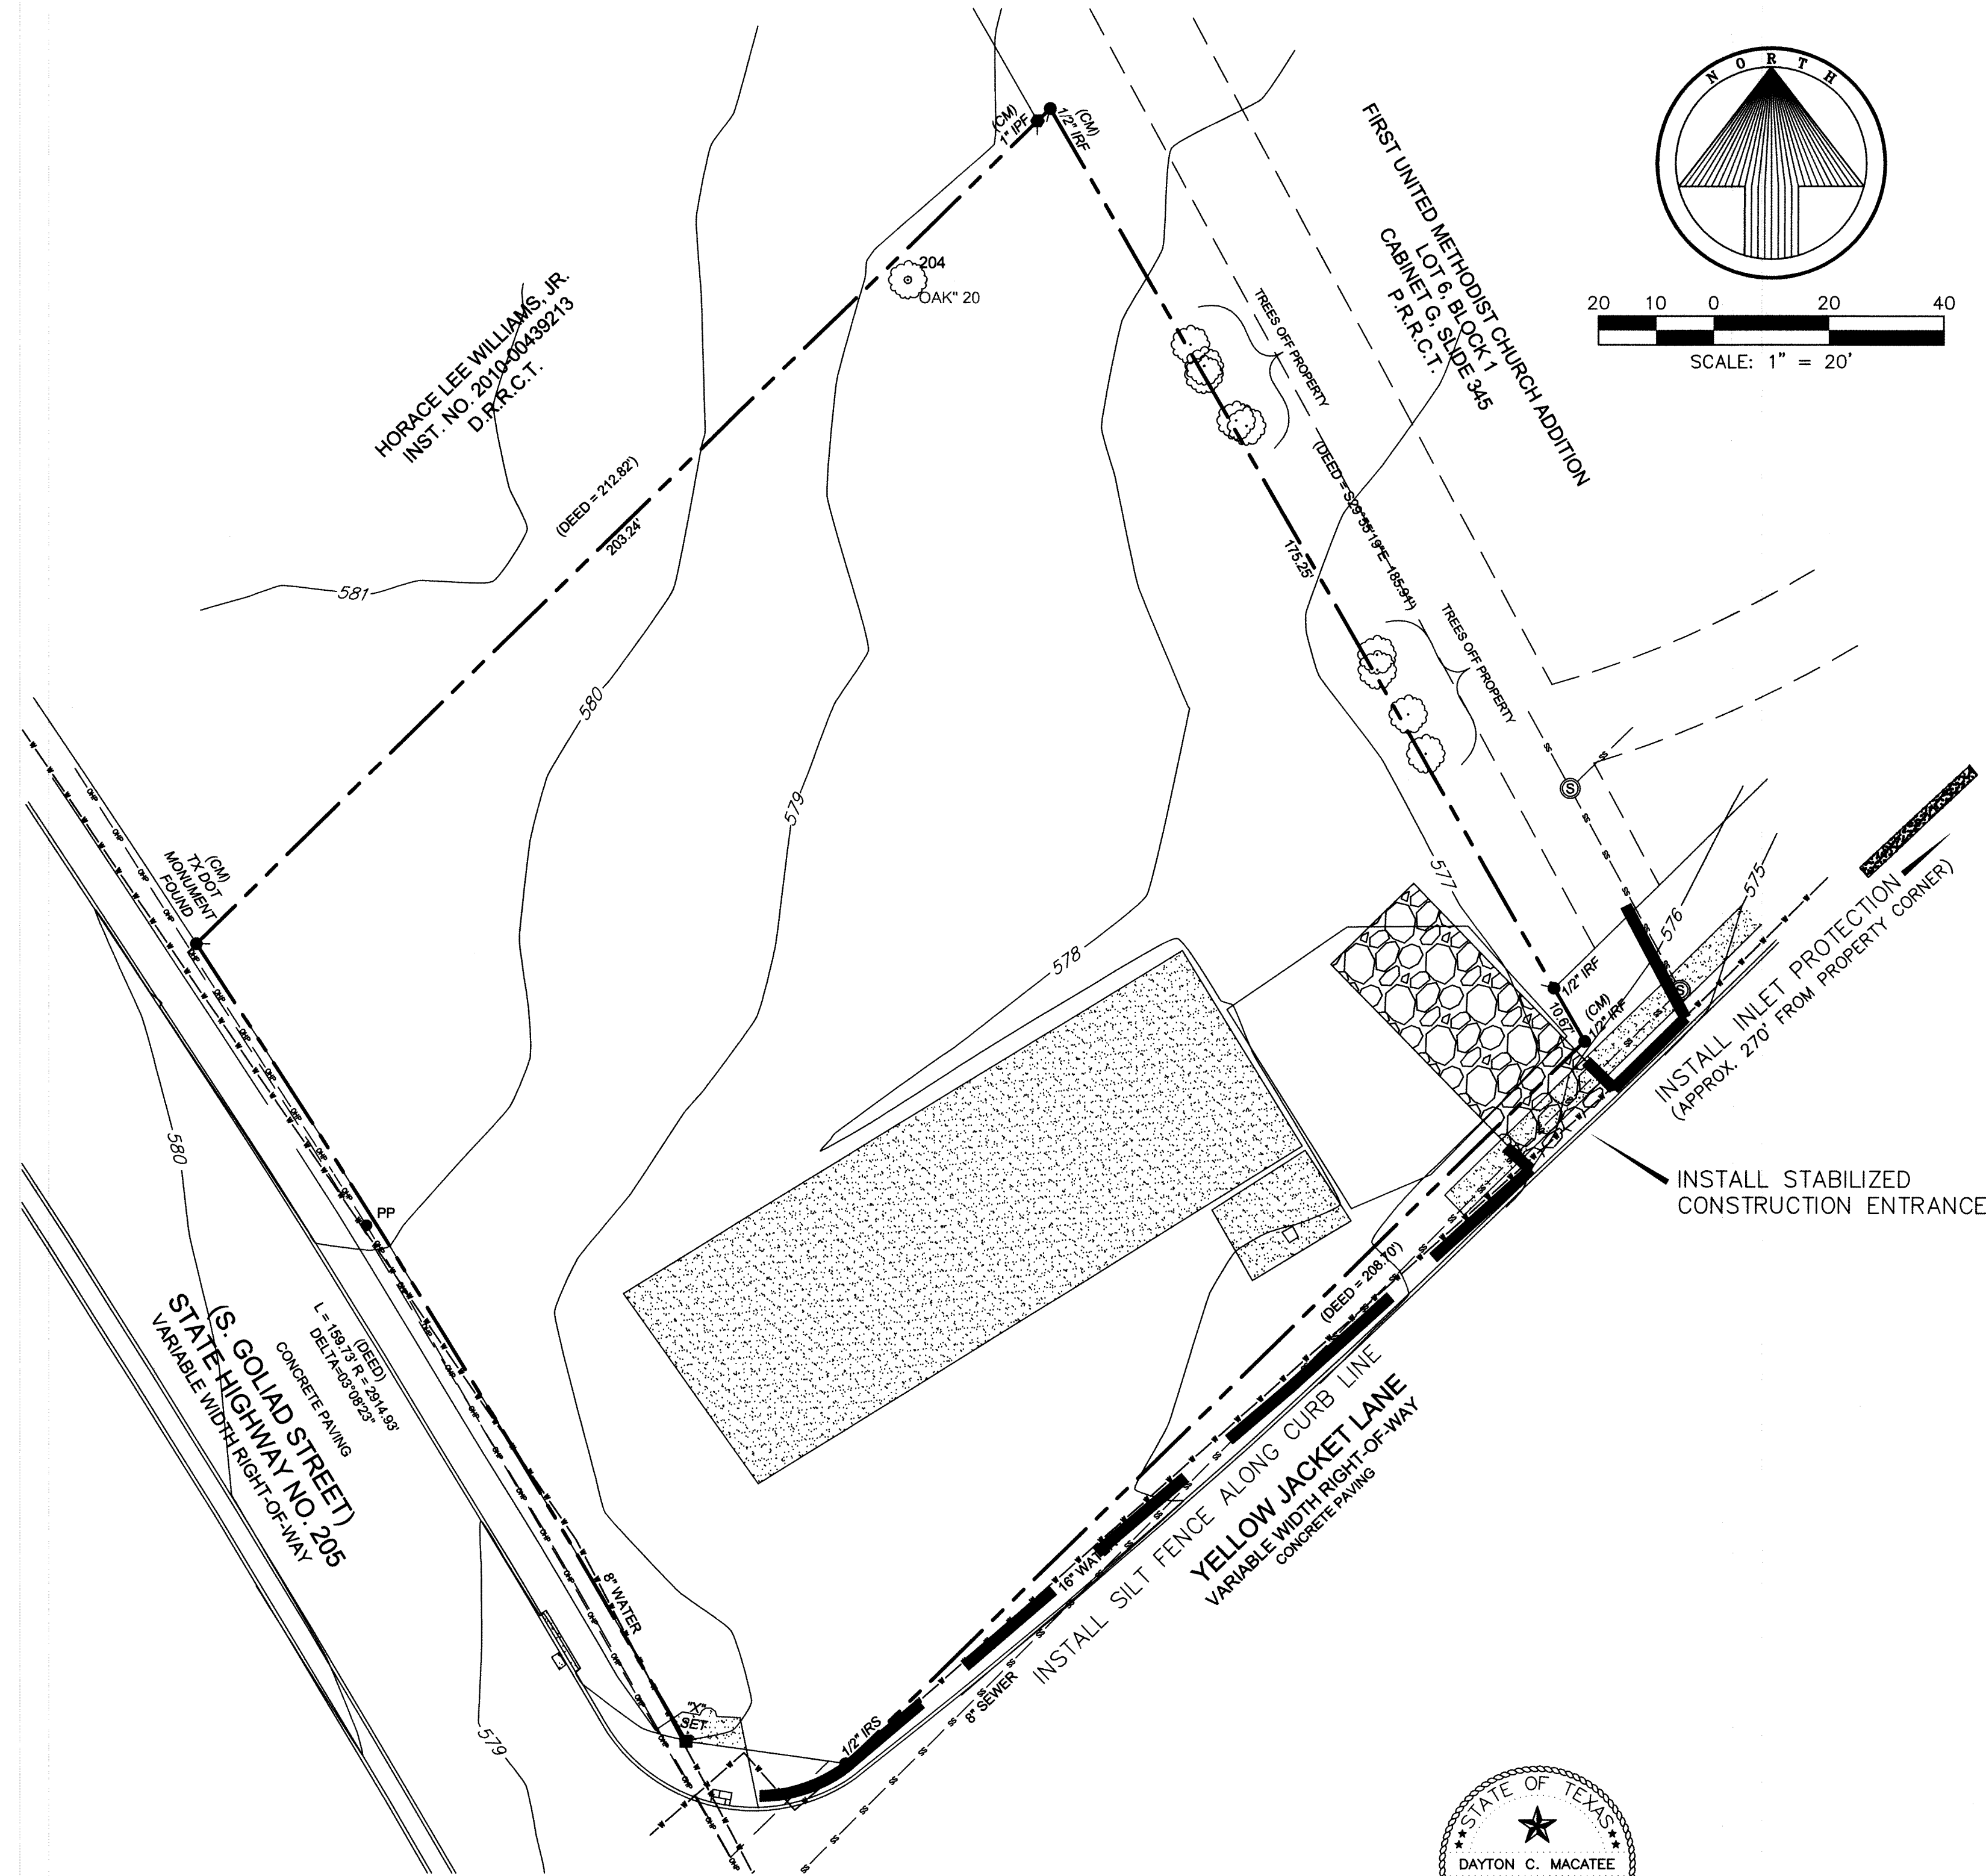 NORTH
20 10 0 20 40
SCALE: 1" = 20'
(CM)
1" IPF
(CM)
1/2" IRF
FIRST UNITED METHODIST CHURCH ADDITION
LOT 6, BLOCK 1
CABINET G, SLIDE 345
P.R.R.C.T.
204
OAK" 20
HORACE LEE WILLIAMS, JR.
INST. NO. 2010-00439213
D.R.R.C.T.
TREES OFF PROPERTY
(DEED = 212.82')
203.24'
(DEED = S29°55'19"E 185.91')
175.25'
581
TREES OFF PROPERTY
580
579
S
(CM)
TX DOT
MONUMENT
FOUND
577
575
576
578
1/2" IRF
10.67'
(CM)
1/2" IRF
S
INSTALL INLET PROTECTION
(APPROX. 270' FROM PROPERTY CORNER)
INSTALL STABILIZED
CONSTRUCTION ENTRANCE
580
PP
(DEED)
L = 159.73' R = 2914.93'
DELTA=03°08'23"
CONCRETE PAVING
(S. GOLIAD STREET)
STATE HIGHWAY NO. 205
VARIABLE WIDTH RIGHT-OF-WAY
(DEED = 208.70')
INSTALL SILT FENCE ALONG CURB LINE
YELLOW JACKET LANE
VARIABLE WIDTH RIGHT-OF-WAY
CONCRETE PAVING
8" WATER
16" WATER
8" SEWER
"X"
SET
1/2" IRS
579
STATE OF TEXAS
DAYTON C. MACATEE